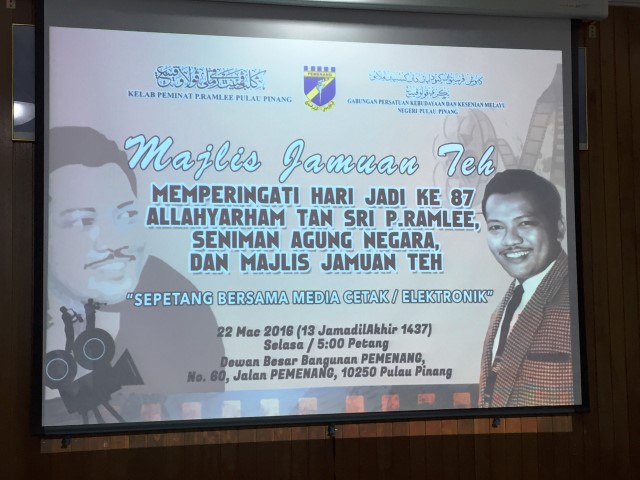 KELAB PEMINAT P.RAMLEE PULAU PINANG
PEMENANG
GABUNGAN PERSATUAN KEBUDAYAAN DAN KESENIAN MELAYU
NEGERI PULAU PINANG
Majlis Jamuan Teh
MEMPERINGATI HARI JADI KE 87
ALLAHYARHAM TAN SRI P.RAMLEE,
SENIMAN AGUNG NEGARA,
DAN MAJLIS JAMUAN TEH
"SEPETANG BERSAMA MEDIA CETAK / ELEKTRONIK"
22 Mac 2016 (13 JamadilAkhir 1437)
Selasa / 5:00 Petang
Dewan Besar Bangunan PEMENANG,
No. 60, Jalan PEMENANG, 10250 Pulau Pinang